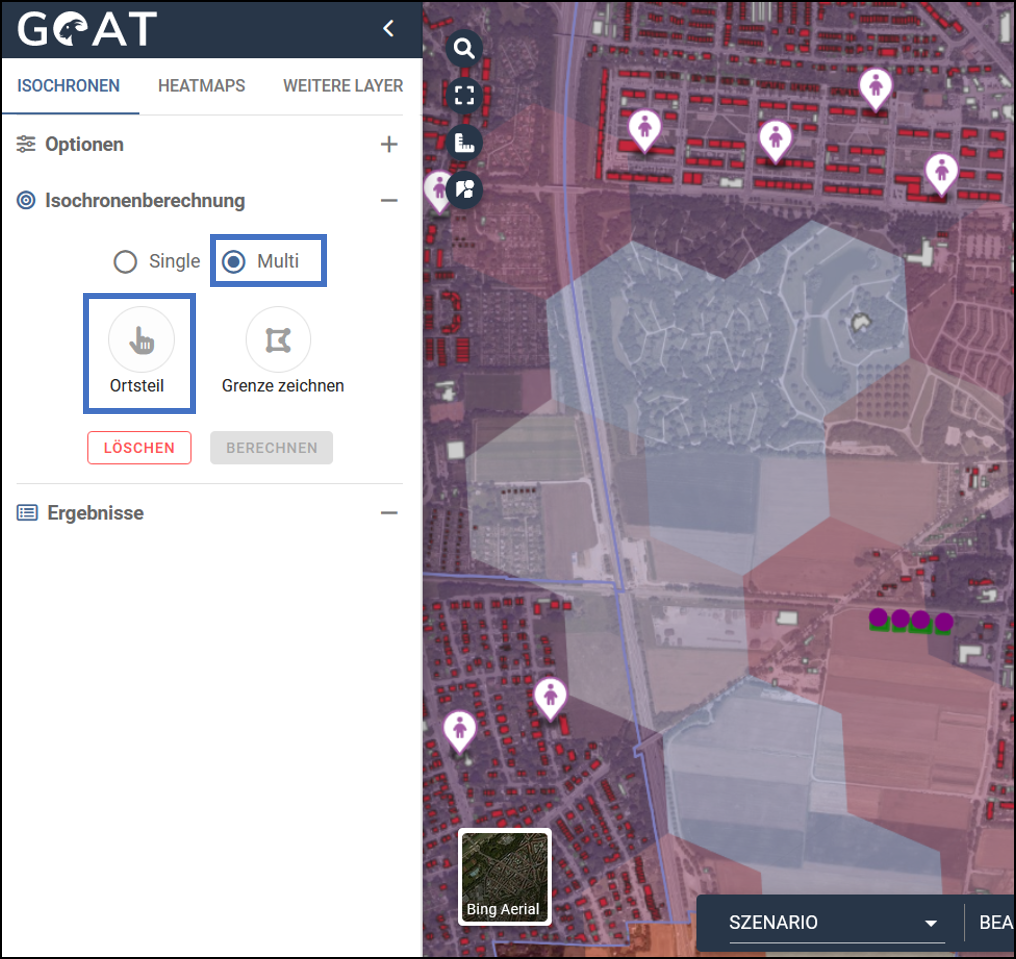 GOAT
ISOCHRONEN HEATMAPS WEITERE LAYER
Optionen
Isochronenberechnung
Single Multi
Ortsteil Grenze zeichnen
LÖSCHEN BERECHNEN
Ergebnisse
Bing Aerial
SZENARIO BEA